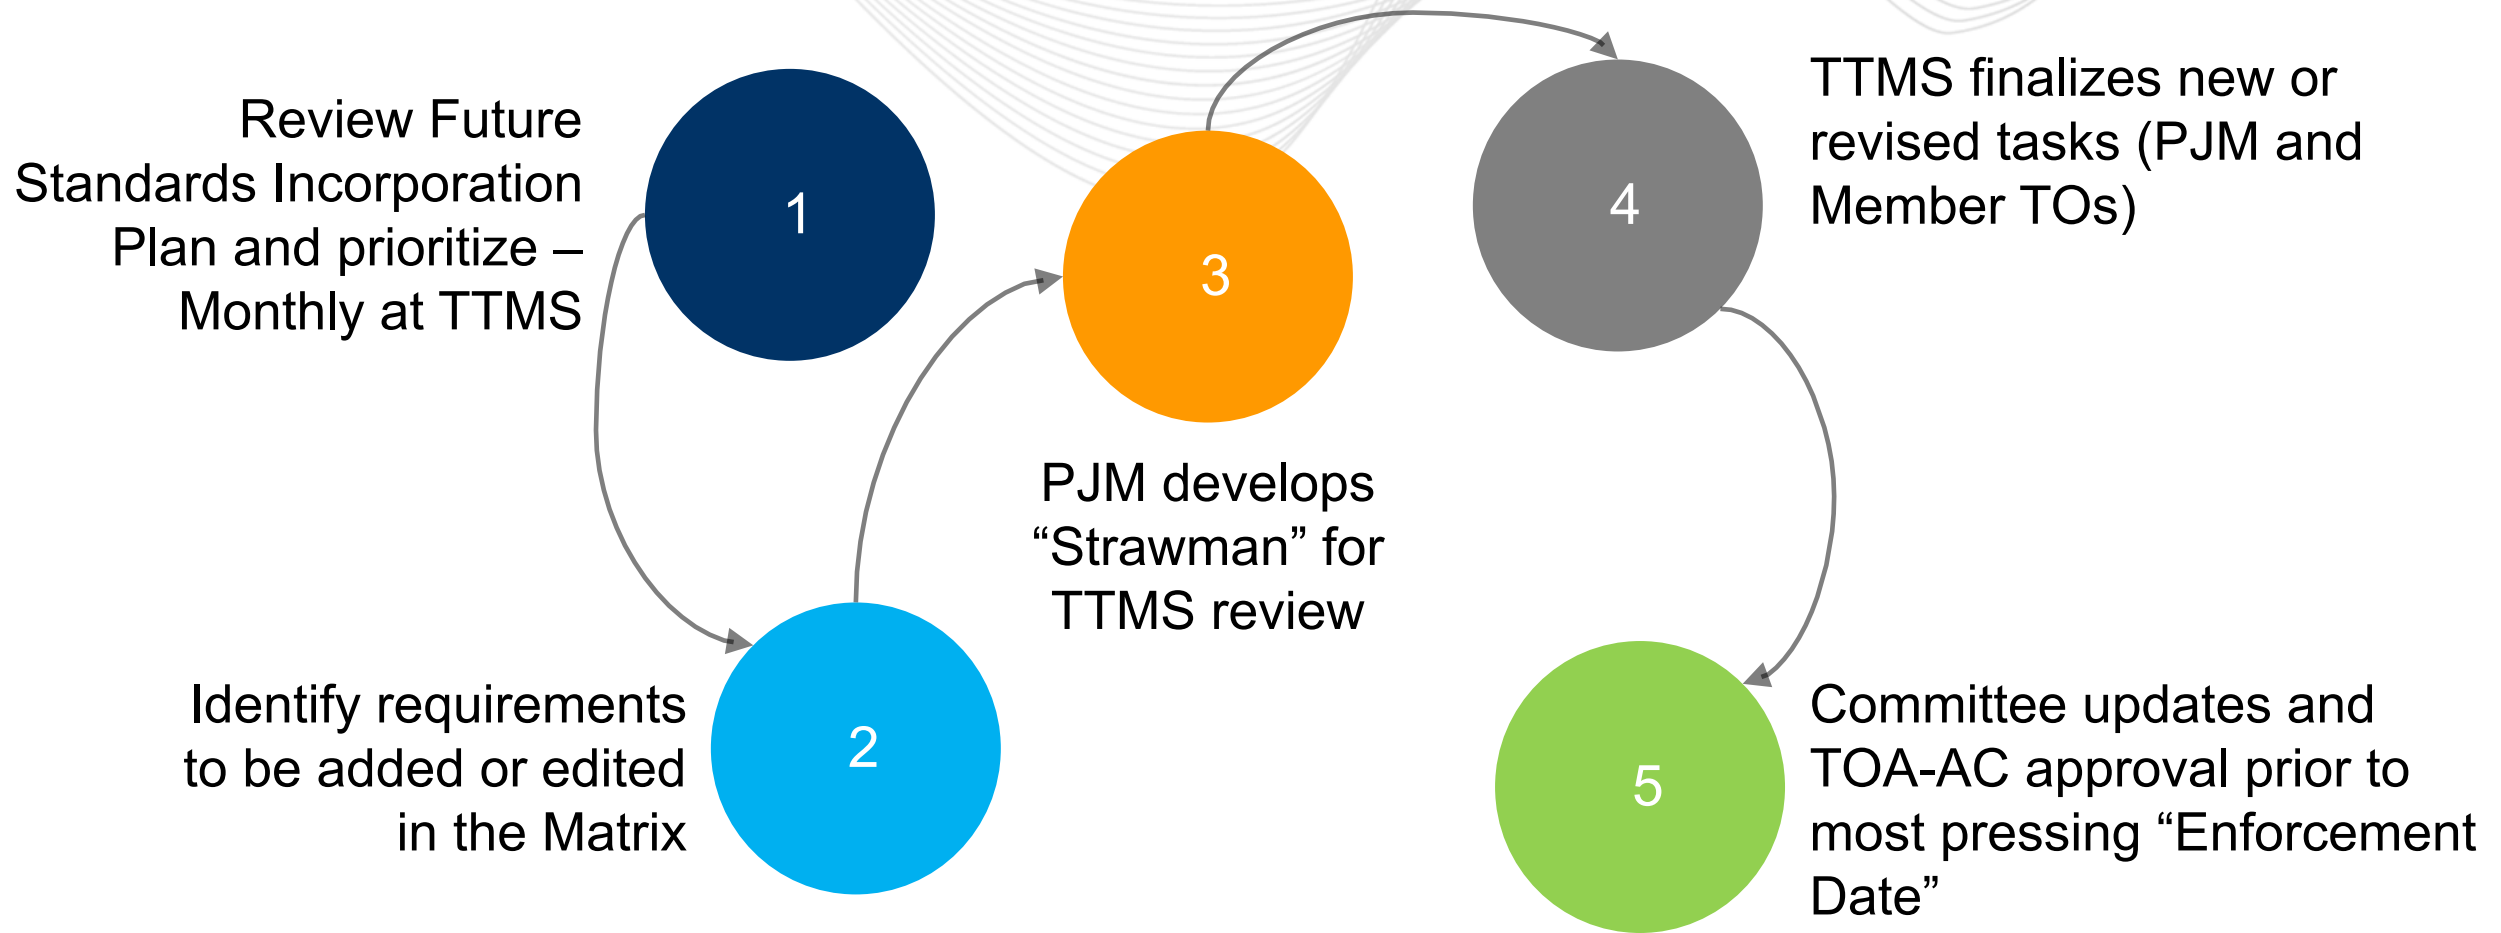 Review Future
Standards Incorporation
Plan and prioritize –
Monthly at TTMS
1
Identify requirements
to be added or edited
in the Matrix
2
3
PJM develops
“Strawman” for
TTMS review
4
TTMS finalizes new or
revised tasks (PJM and
Member TOs)
5
Committee updates and
TOA-AC approval prior to
most pressing “Enforcement
Date”